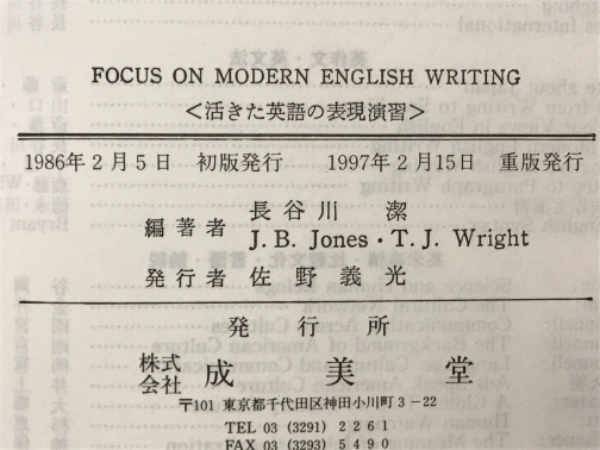 FOCUS ON MODERN ENGLISH WRITING
<活きた英語の表現演習>
1986年2月5日 初版発行 1997年2月15日 重版発行
編著者 長谷川 潔
J. B. Jones・T. J. Wright
発行者 佐野義光
発行所
株式会社 成美堂
〒101 東京都千代田区神田小川町3-22
TEL 03 (3291) 2261
FAX 03 (3293) 5490